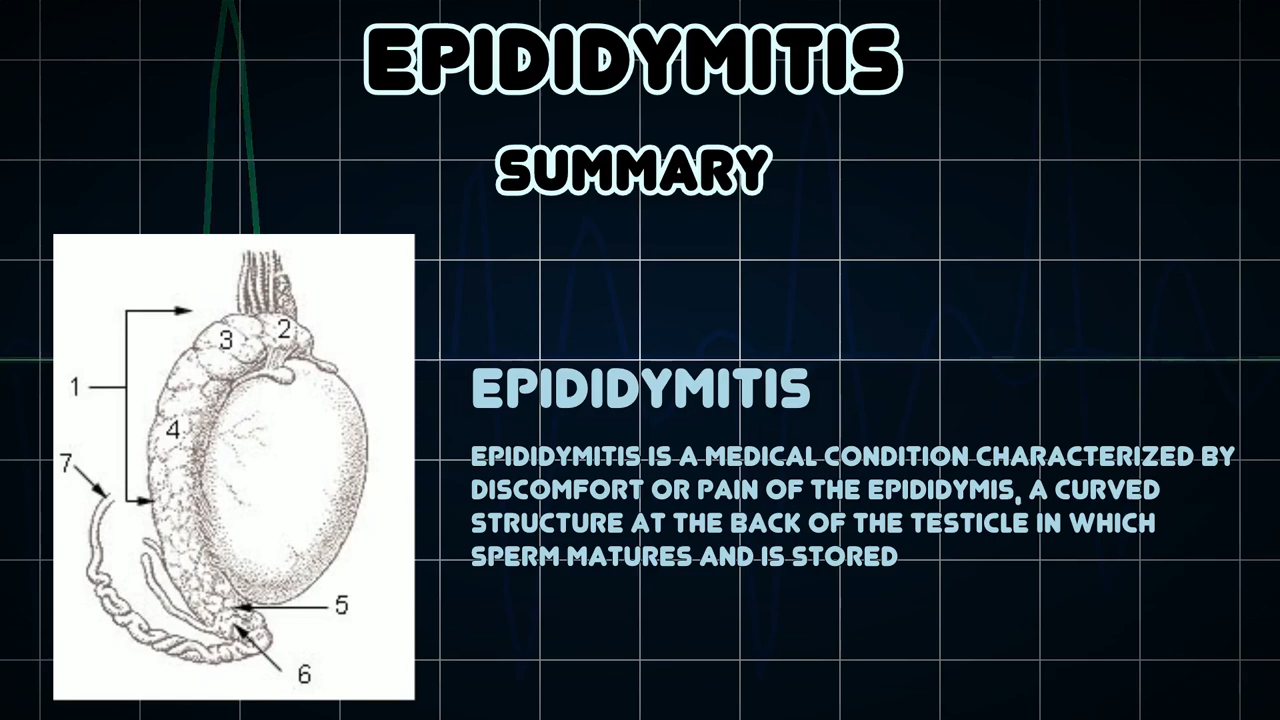 EPIDIDYMITIS
SUMMARY
3
2
1
4
7
5
6
EPIDIDYMITIS
EPIDIDYMITIS IS A MEDICAL CONDITION CHARACTERIZED BY
DISCOMFORT OR PAIN OF THE EPIDIDYMIS, A CURVED
STRUCTURE AT THE BACK OF THE TESTICLE IN WHICH
SPERM MATURES AND IS STORED